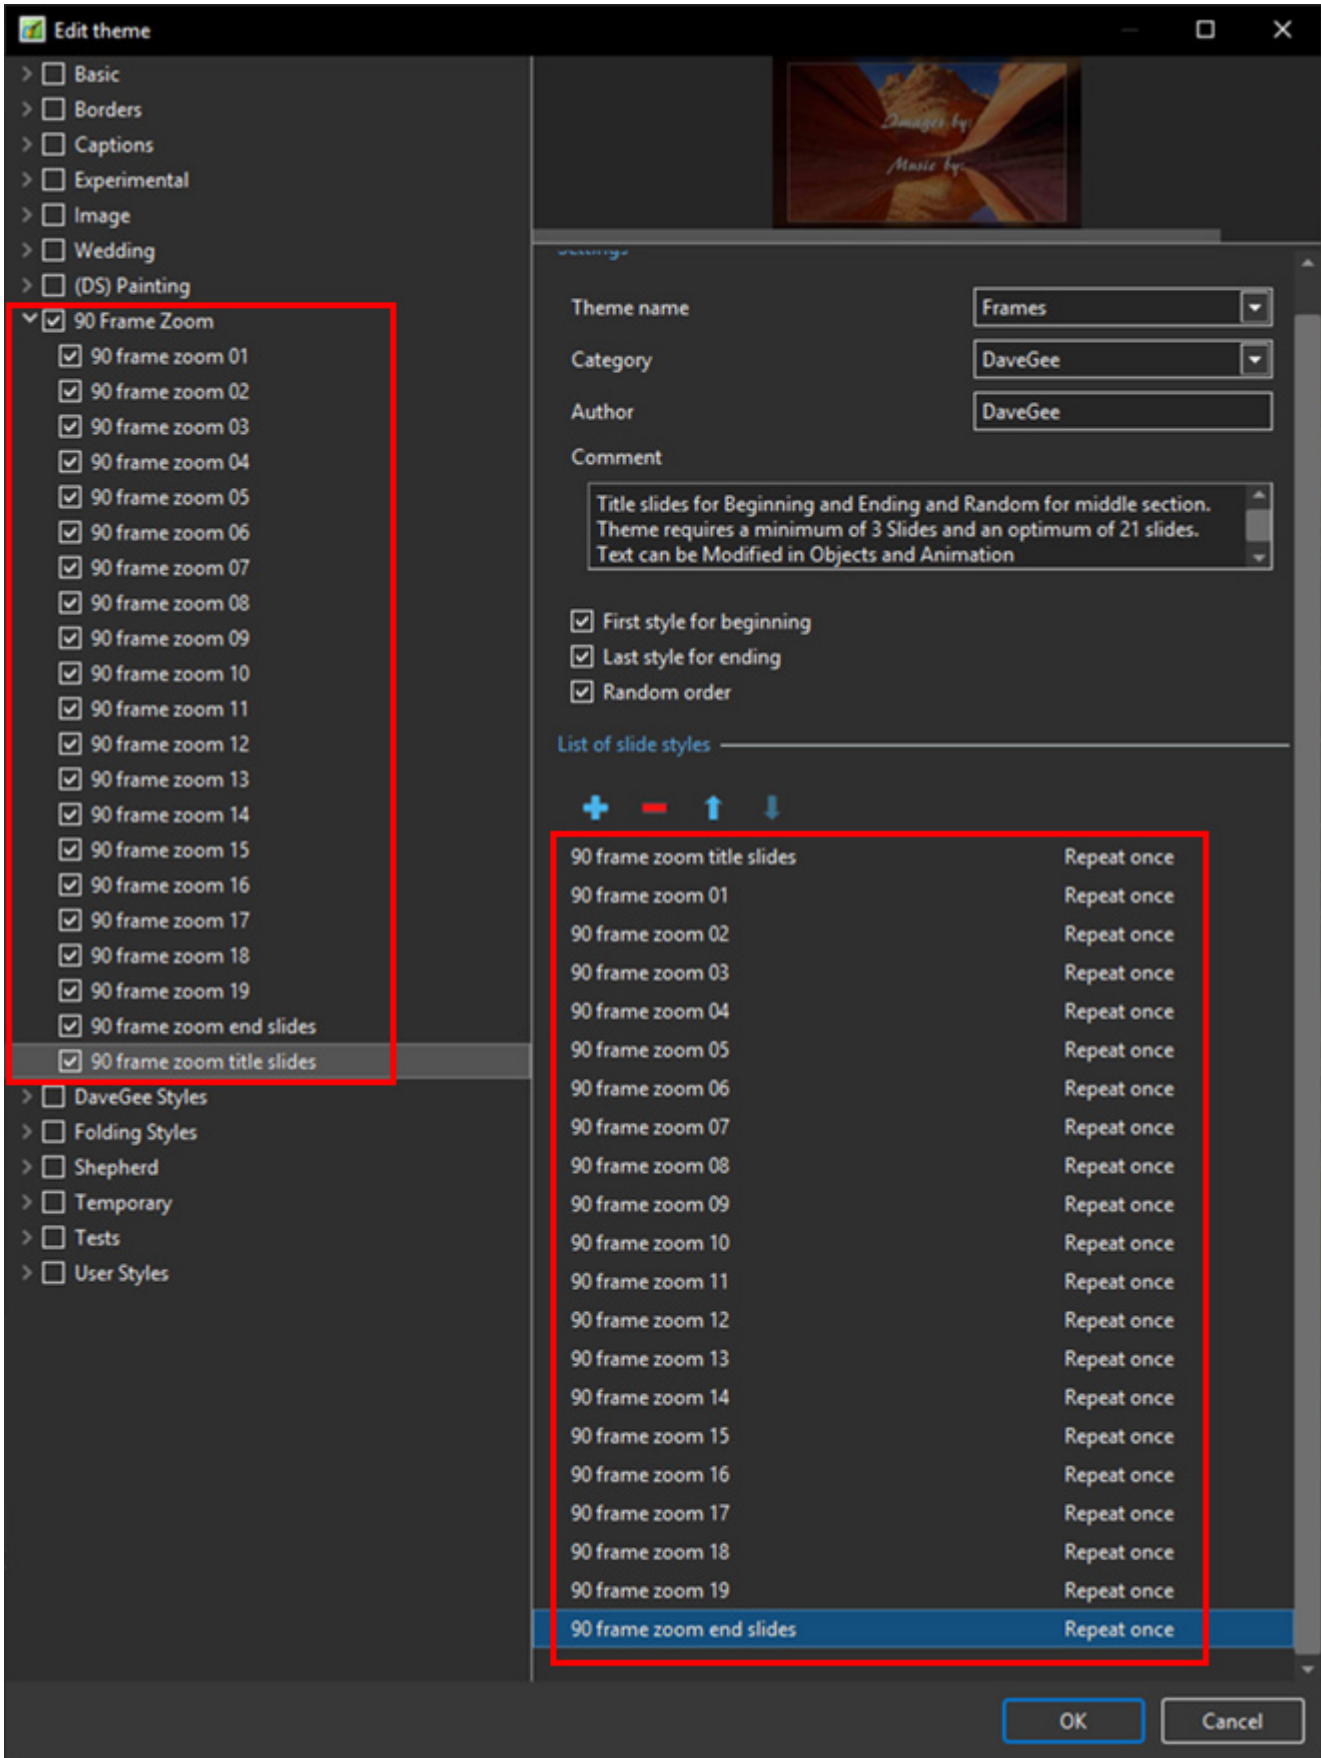 Edit theme
Basic
Borders
Captions
Experimental
Image
Wedding
(DS) Painting
90 Frame Zoom
90 frame zoom 01
90 frame zoom 02
90 frame zoom 03
90 frame zoom 04
90 frame zoom 05
90 frame zoom 06
90 frame zoom 07
90 frame zoom 08
90 frame zoom 09
90 frame zoom 10
90 frame zoom 11
90 frame zoom 12
90 frame zoom 13
90 frame zoom 14
90 frame zoom 15
90 frame zoom 16
90 frame zoom 17
90 frame zoom 18
90 frame zoom 19
90 frame zoom end slides
90 frame zoom title slides
DaveGee Styles
Folding Styles
Shepherd
Temporary
Tests
User Styles
Images by:
Music by:
Settings
Theme name Frames
Category DaveGee
Author DaveGee
Comment
Title slides for Beginning and Ending and Random for middle section.
Theme requires a minimum of 3 Slides and an optimum of 21 slides.
Text can be Modified in Objects and Animation
First style for beginning
Last style for ending
Random order
List of slide styles
90 frame zoom title slides Repeat once
90 frame zoom 01 Repeat once
90 frame zoom 02 Repeat once
90 frame zoom 03 Repeat once
90 frame zoom 04 Repeat once
90 frame zoom 05 Repeat once
90 frame zoom 06 Repeat once
90 frame zoom 07 Repeat once
90 frame zoom 08 Repeat once
90 frame zoom 09 Repeat once
90 frame zoom 10 Repeat once
90 frame zoom 11 Repeat once
90 frame zoom 12 Repeat once
90 frame zoom 13 Repeat once
90 frame zoom 14 Repeat once
90 frame zoom 15 Repeat once
90 frame zoom 16 Repeat once
90 frame zoom 17 Repeat once
90 frame zoom 18 Repeat once
90 frame zoom 19 Repeat once
90 frame zoom end slides Repeat once
OK Cancel